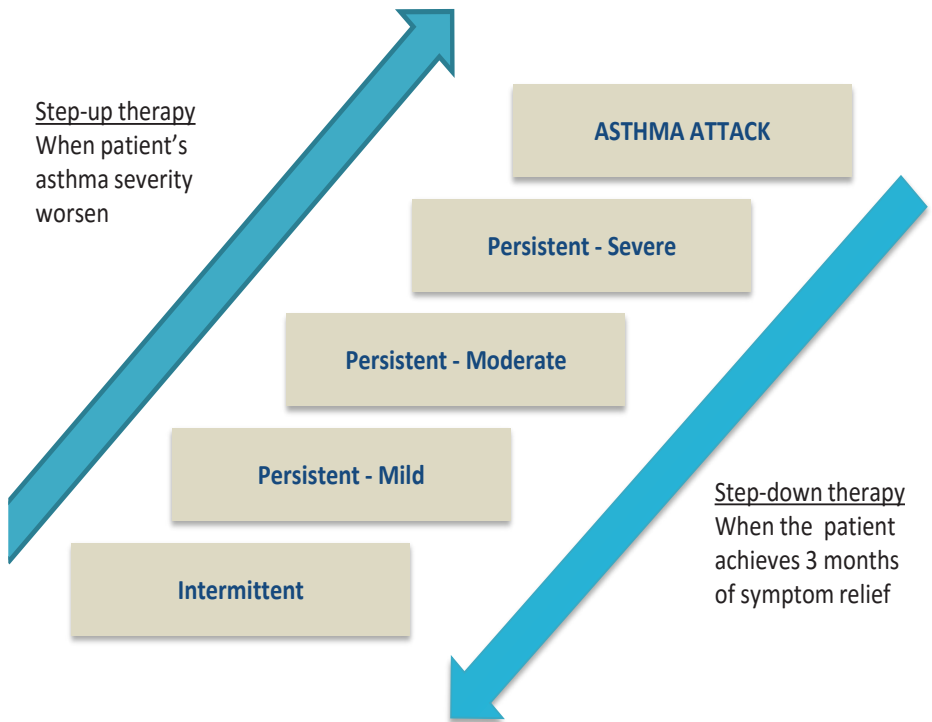 Step-up therapy
When patient’s
asthma severity
worsen
ASTHMA ATTACK
Persistent - Severe
Persistent - Moderate
Persistent - Mild
Intermittent
Step-down therapy
When the patient
achieves 3 months
of symptom relief